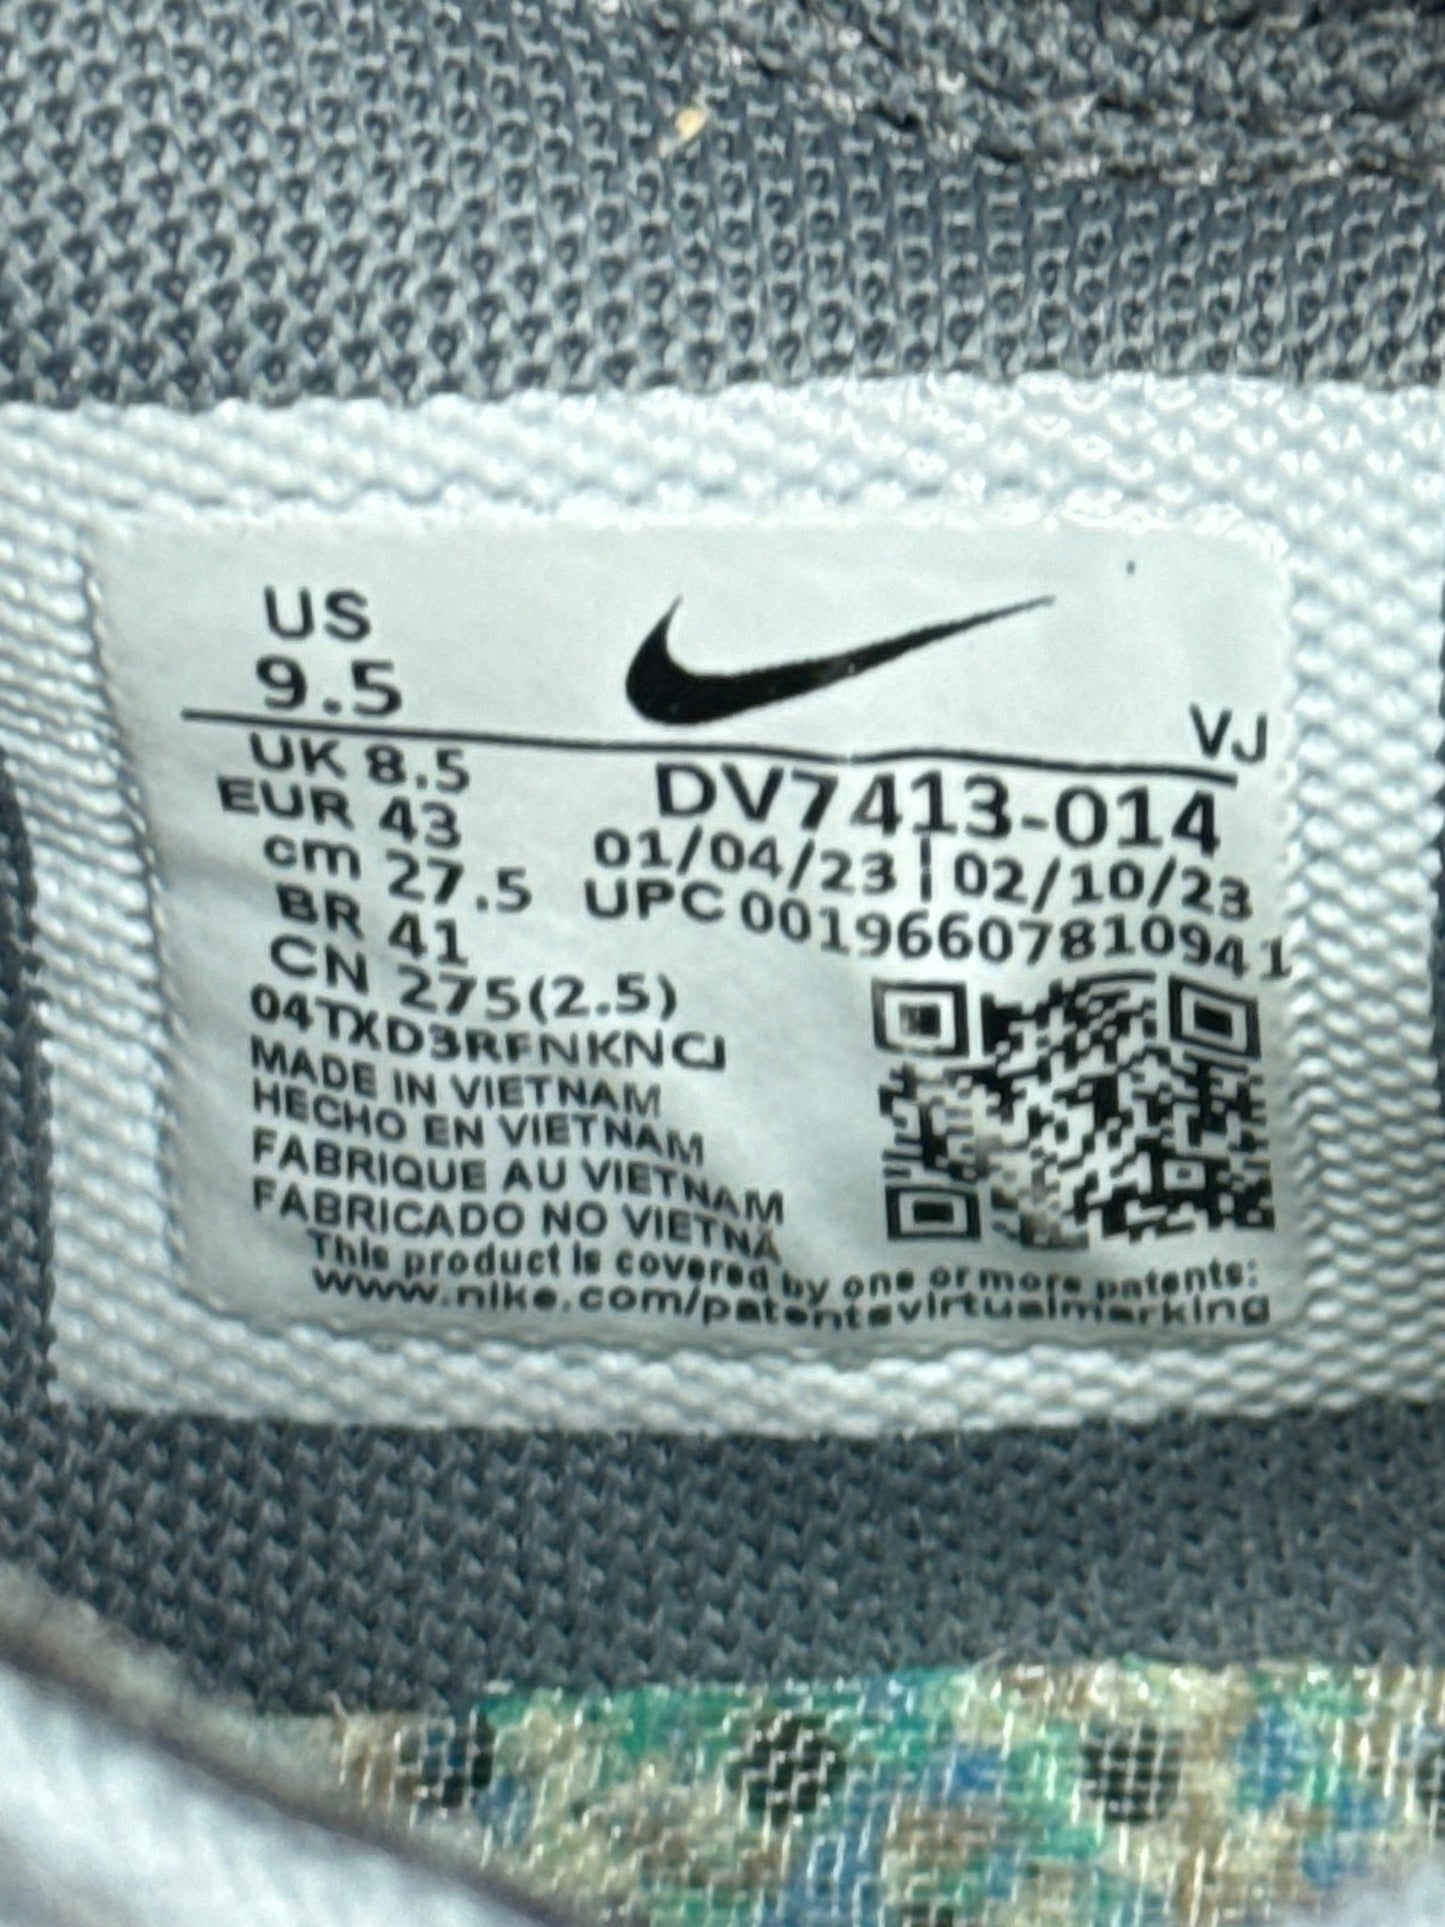 US
9.5
VJ
UK 8.5
DV7413-014
EUR 43
01/04/23 | 02/10/23
cm 27.5
UPC 00196607810941
BR 41
CN 275(2.5)
04TXD3RFNKNCJ
MADE IN VIETNAM
HECHO EN VIETNAM
FABRIQUE AU VIETNAM
FABRICADO NO VIETNA
This product is covered by one or more patents:
www.nike.com/patentsvirtualmarking